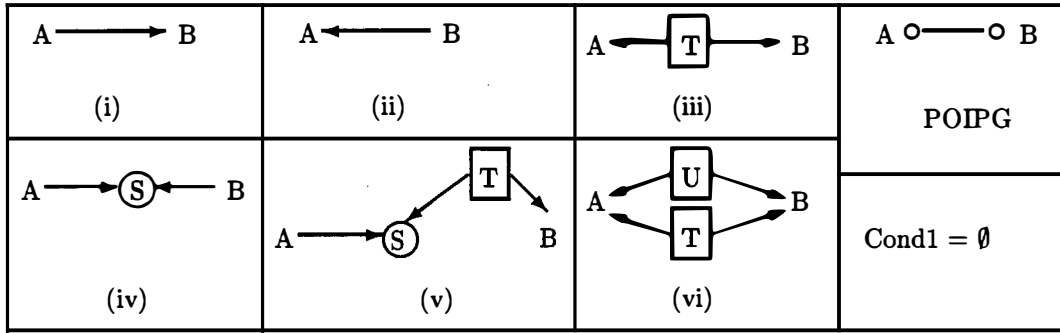 A B
(i)
A B
(ii)
A T B
(iii)
A B
POIPG
A S B
(iv)
T
A S B
(v)
U
A B
T
(vi)
Cond1 = ∅